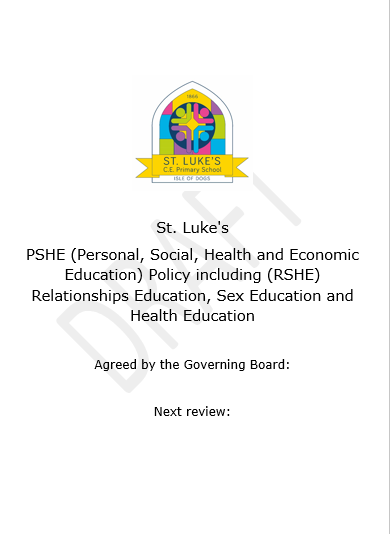 1864
ST. LUKE'S
C.E. Primary School
ISLE OF DOGS
DRAFT
St. Luke's
PSHE (Personal, Social, Health and Economic
Education) Policy including (RSHE)
Relationships Education, Sex Education and
Health Education
Agreed by the Governing Board:
Next review: